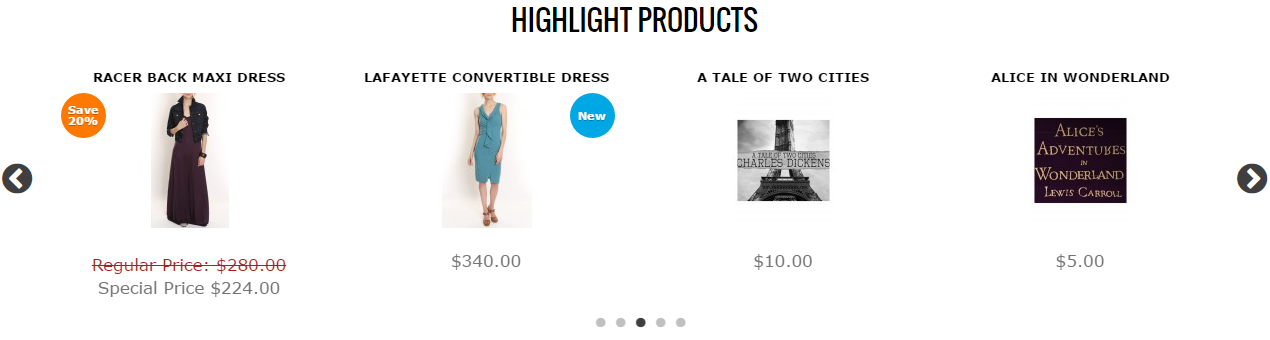 HIGHLIGHT PRODUCTS
RACER BACK MAXI DRESS
Save
20%
Regular Price: $280.00
Special Price $224.00
LAFAYETTE CONVERTIBLE DRESS
New
$340.00
A TALE OF TWO CITIES
A TALE OF TWO CITIES
CHARLES DICKENS
$10.00
ALICE IN WONDERLAND
ALICE'S
ADVENTURES
IN
WONDERLAND
LEWIS CARROLL
$5.00